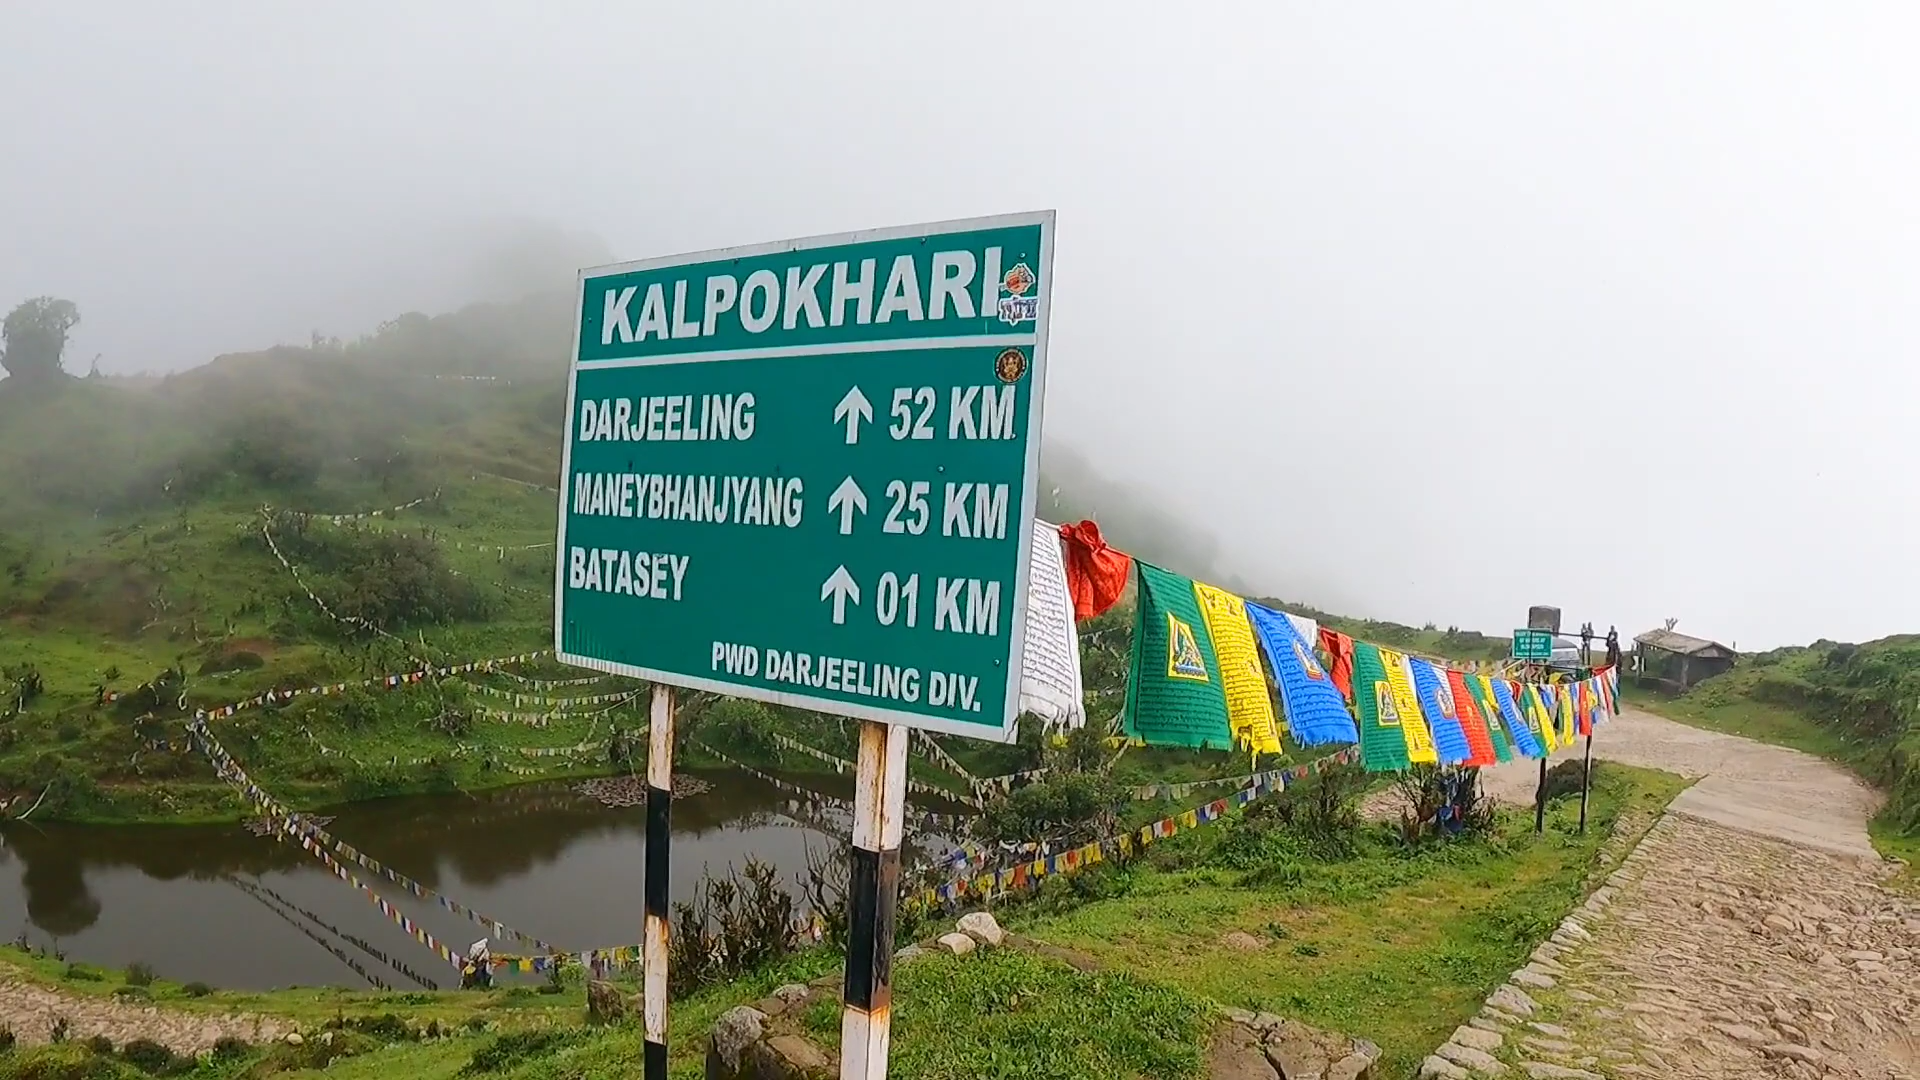 KALPOKHARI
DARJEELING ↑ 52 KM
MANEYBHANJYANG ↑ 25 KM
BATASEY ↑ 01 KM
PWD DARJEELING DIV.